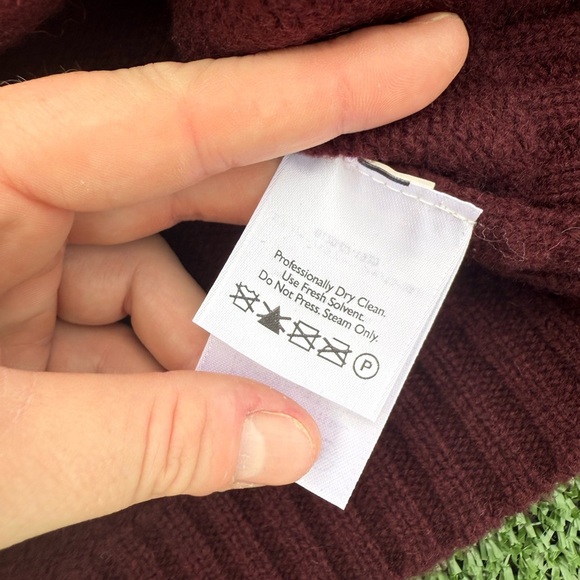 Professionally Dry Clean.
Use Fresh Solvent.
Do Not Press. Steam Only.
P